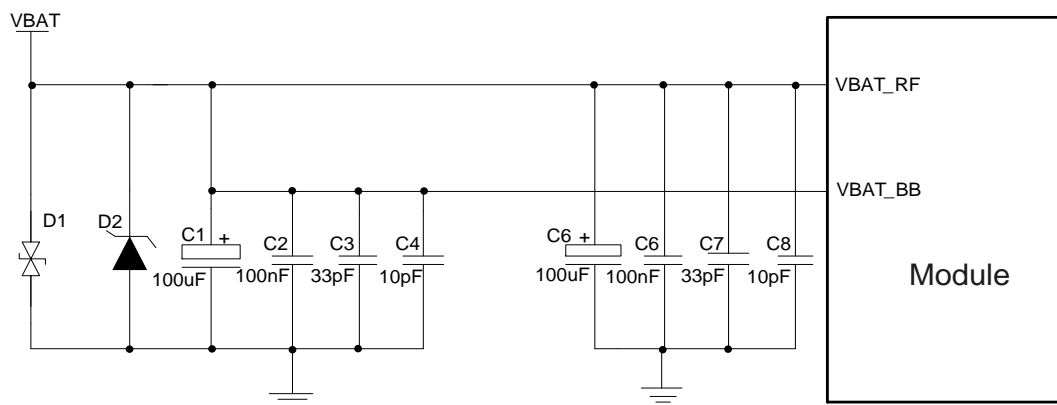 VBAT
VBAT_RF
VBAT_BB
D1
D2
C1
+
100uF
C2
100nF
C3
33pF
C4
10pF
C6
+
100uF
C6
100nF
C7
33pF
C8
10pF
Module